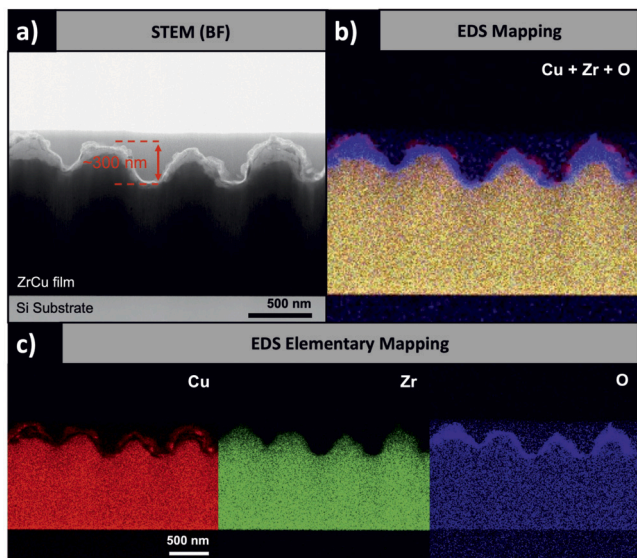 a)
STEM (BF)
~300 nm
ZrCu film
Si Substrate
500 nm
b)
EDS Mapping
Cu + Zr + O
c)
EDS Elementary Mapping
Cu
Zr
O
500 nm